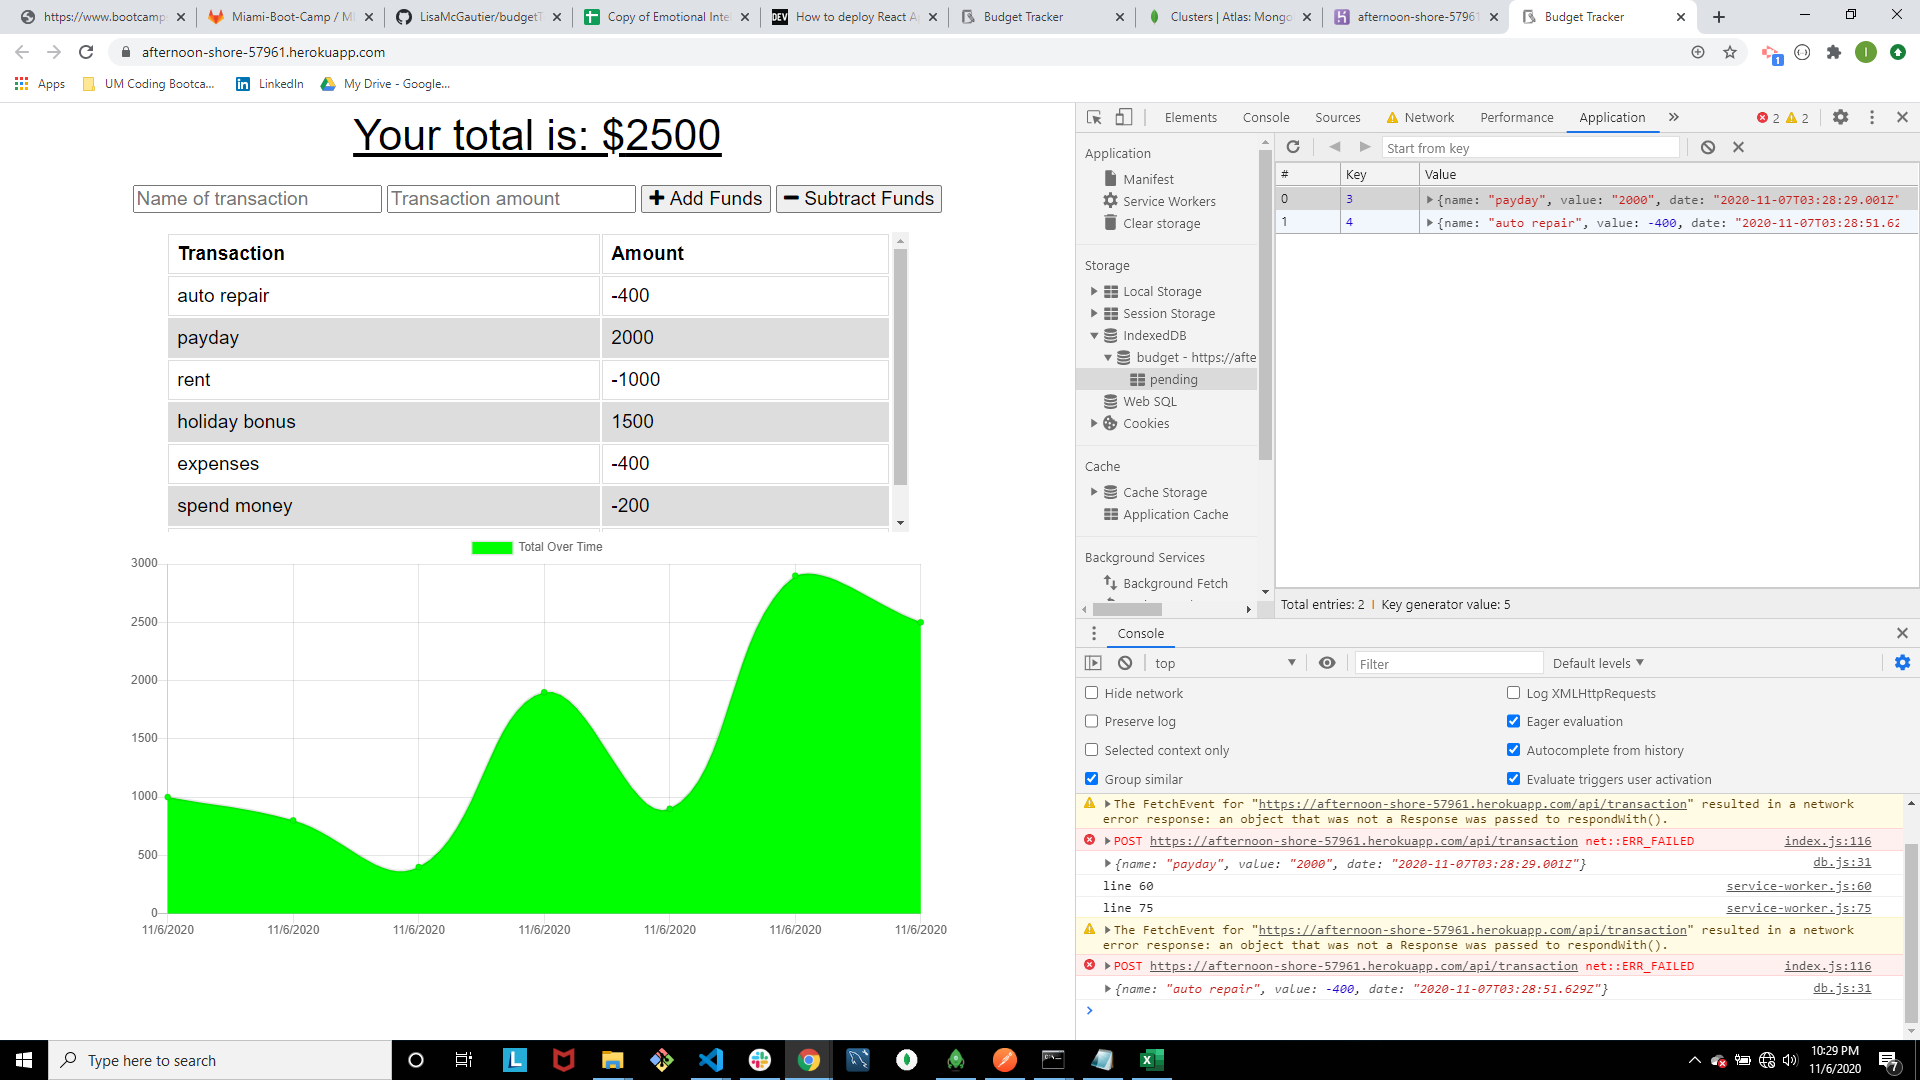 https://www.bootcamp
Miami-Boot-Camp / MI
LisaMcGautier/budgetT
Copy of Emotional Intel
DEV How to deploy React Ap
Budget Tracker
Clusters | Atlas: Mongo
afternoon-shore-57961
Budget Tracker
afternoon-shore-57961.herokuapp.com
1
I
Apps
UM Coding Bootca...
LinkedIn
My Drive - Google...
Your total is: $2500
Name of transaction
Transaction amount
Add Funds
Subtract Funds
Transaction Amount
auto repair -400
payday 2000
rent -1000
holiday bonus 1500
expenses -400
spend money -200
Total Over Time
3000
2500
2000
1500
1000
500
0
11/6/2020 11/6/2020 11/6/2020 11/6/2020 11/6/2020 11/6/2020 11/6/2020
Elements Console Sources Network Performance Application » 2 2
Application
Manifest
Service Workers
Clear storage
Storage
Local Storage
Session Storage
IndexedDB
budget - https://afte
pending
Web SQL
Cookies
Cache
Cache Storage
Application Cache
Background Services
Background Fetch
Start from key
# Key Value
0 3 {name: "payday", value: "2000", date: "2020-11-07T03:28:29.001Z"
1 4 {name: "auto repair", value: -400, date: "2020-11-07T03:28:51.62
Total entries: 2 Key generator value: 5
Console
top
Filter
Default levels
Hide network
Log XMLHttpRequests
Preserve log
Eager evaluation
Selected context only
Autocomplete from history
Group similar
Evaluate triggers user activation
The FetchEvent for "https://afternoon-shore-57961.herokuapp.com/api/transaction" resulted in a network
error response: an object that was not a Response was passed to respondWith().
POST https://afternoon-shore-57961.herokuapp.com/api/transaction net::ERR_FAILED index.js:116
{name: "payday", value: "2000", date: "2020-11-07T03:28:29.001Z"} db.js:31
line 60 service-worker.js:60
line 75 service-worker.js:75
The FetchEvent for "https://afternoon-shore-57961.herokuapp.com/api/transaction" resulted in a network
error response: an object that was not a Response was passed to respondWith().
POST https://afternoon-shore-57961.herokuapp.com/api/transaction net::ERR_FAILED index.js:116
{name: "auto repair", value: -400, date: "2020-11-07T03:28:51.629Z"} db.js:31
Type here to search
L
10:29 PM
11/6/2020
7